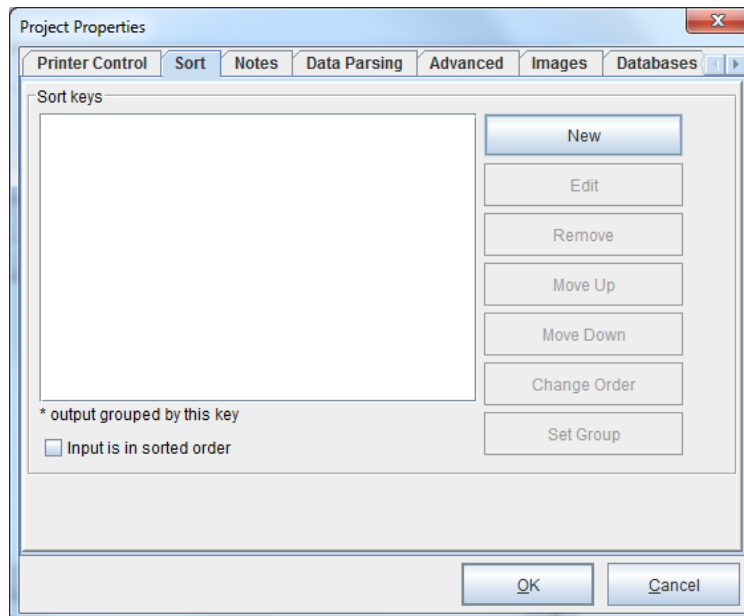 Project Properties
Printer Control Sort Notes Data Parsing Advanced Images Databases
Sort keys
New
Edit
Remove
Move Up
Move Down
Change Order
Set Group
* output grouped by this key
Input is in sorted order
OK Cancel